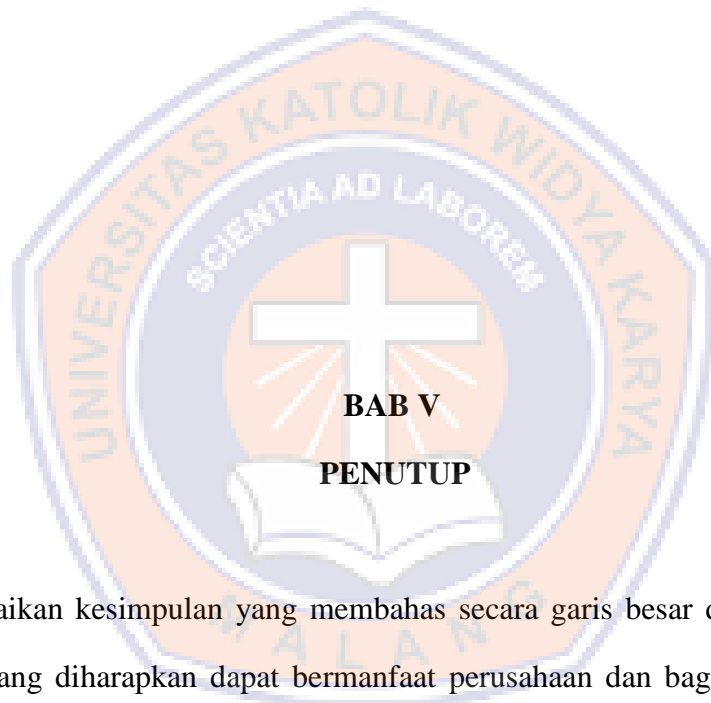 UNIVERSITAS KATOLIK WIDYA KARYA
SCIENTIA AD LABOREM
BAB V
PENUTUP
aikan kesimpulan yang membahas secara garis besar
ang diharapkan dapat bermanfaat perusahaan dan bag
MALANG